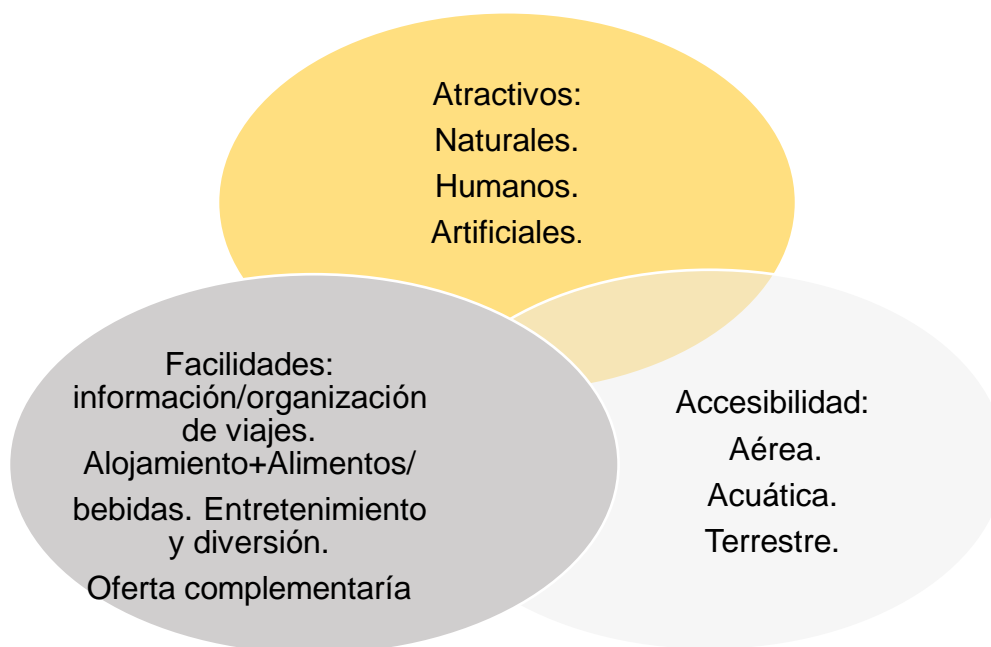 Atractivos:
Naturales.
Humanos.
Artificiales.
Facilidades:
información/organización
de viajes.
Alojamiento+Alimentos/
bebidas. Entretenimiento
y diversión.
Oferta complementaría
Accesibilidad:
Aérea.
Acuática.
Terrestre.